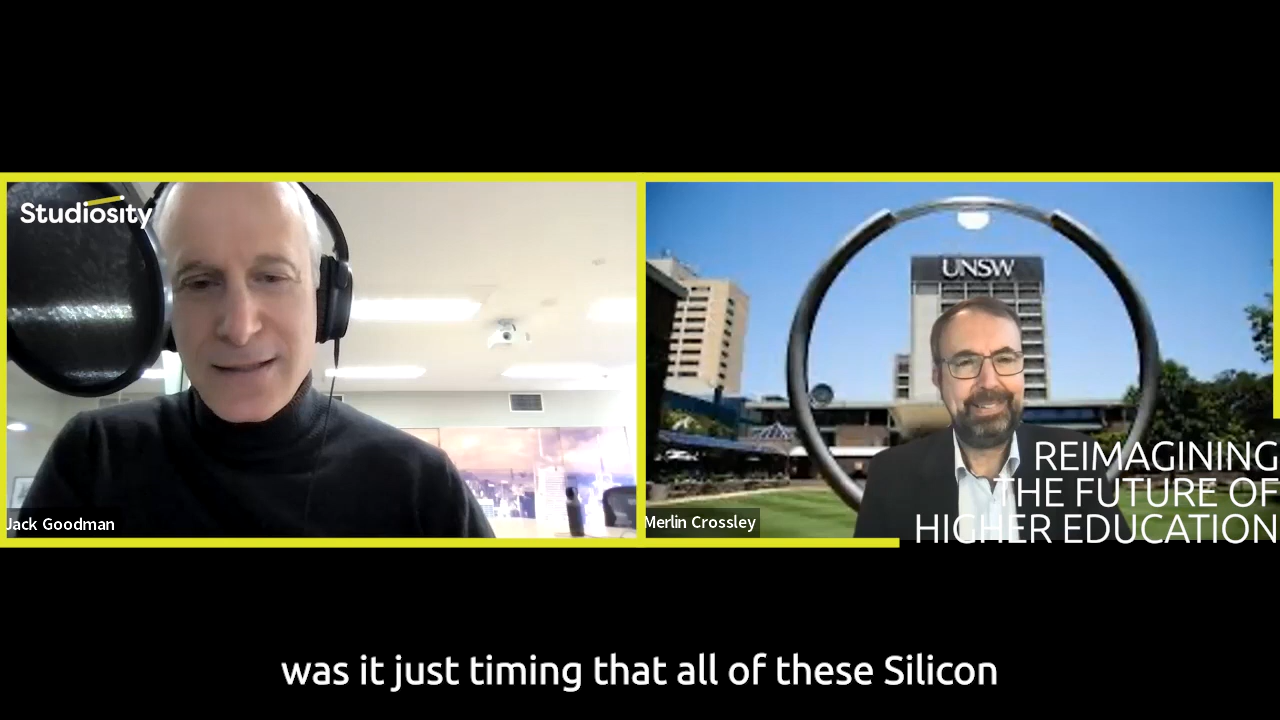 Studiosity
UNSW
REIMAGINING
THE FUTURE OF
HIGHER EDUCATION
Jack Goodman
Merlin Crossley
was it just timing that all of these Silicon